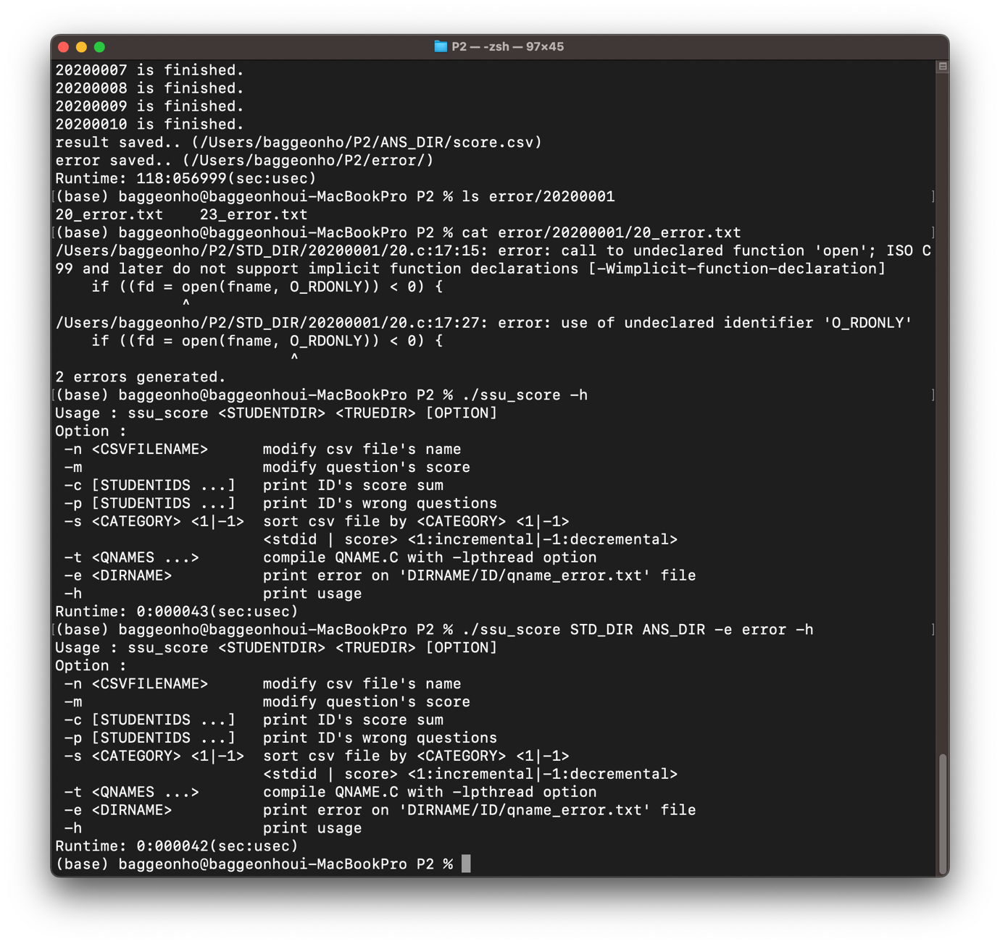 P2 — -zsh — 97×45
20200007 is finished.
20200008 is finished.
20200009 is finished.
20200010 is finished.
result saved.. (/Users/baggeonho/P2/ANS_DIR/score.csv)
error saved.. (/Users/baggeonho/P2/error/)
Runtime: 118:056999(sec:usec)
[(base) baggeonho@baggeonhoui-MacBookPro P2 % ls error/20200001 ]
20_error.txt    23_error.txt
[(base) baggeonho@baggeonhoui-MacBookPro P2 % cat error/20200001/20_error.txt ]
/Users/baggeonho/P2/STD_DIR/20200001/20.c:17:15: error: call to undeclared function 'open'; ISO C
99 and later do not support implicit function declarations [-Wimplicit-function-declaration]
    if ((fd = open(fname, O_RDONLY)) < 0) {
              ^
/Users/baggeonho/P2/STD_DIR/20200001/20.c:17:27: error: use of undeclared identifier 'O_RDONLY'
    if ((fd = open(fname, O_RDONLY)) < 0) {
                          ^
2 errors generated.
[(base) baggeonho@baggeonhoui-MacBookPro P2 % ./ssu_score -h ]
Usage : ssu_score <STUDENTDIR> <TRUEDIR> [OPTION]
Option :
 -n <CSVFILENAME>      modify csv file's name
 -m                    modify question's score
 -c [STUDENTIDS ...]   print ID's score sum
 -p [STUDENTIDS ...]   print ID's wrong questions
 -s <CATEGORY> <1|-1>  sort csv file by <CATEGORY> <1|-1>
                       <stdid | score> <1:incremental|-1:decremental>
 -t <QNAMES ...>       compile QNAME.C with -lpthread option
 -e <DIRNAME>          print error on 'DIRNAME/ID/qname_error.txt' file
 -h                    print usage
Runtime: 0:000043(sec:usec)
[(base) baggeonho@baggeonhoui-MacBookPro P2 % ./ssu_score STD_DIR ANS_DIR -e error -h ]
Usage : ssu_score <STUDENTDIR> <TRUEDIR> [OPTION]
Option :
 -n <CSVFILENAME>      modify csv file's name
 -m                    modify question's score
 -c [STUDENTIDS ...]   print ID's score sum
 -p [STUDENTIDS ...]   print ID's wrong questions
 -s <CATEGORY> <1|-1>  sort csv file by <CATEGORY> <1|-1>
                       <stdid | score> <1:incremental|-1:decremental>
 -t <QNAMES ...>       compile QNAME.C with -lpthread option
 -e <DIRNAME>          print error on 'DIRNAME/ID/qname_error.txt' file
 -h                    print usage
Runtime: 0:000042(sec:usec)
(base) baggeonho@baggeonhoui-MacBookPro P2 %